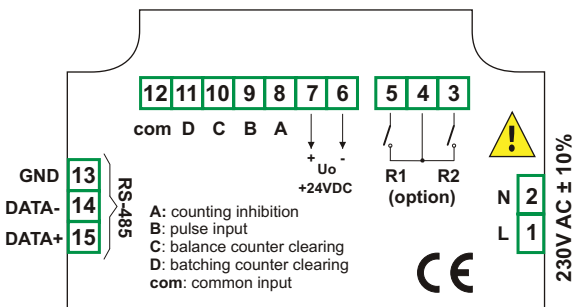 12 11 10 9 8 7 6 5 4 3
com D C B A
+ -
Uo
+24VDC
R1 R2
(option)
!
GND 13
DATA- 14
DATA+ 15
RS-485
A: counting inhibition
B: pulse input
C: balance counter clearing
D: batching counter clearing
com: common input
CE
N 2
L 1
230V AC ± 10%